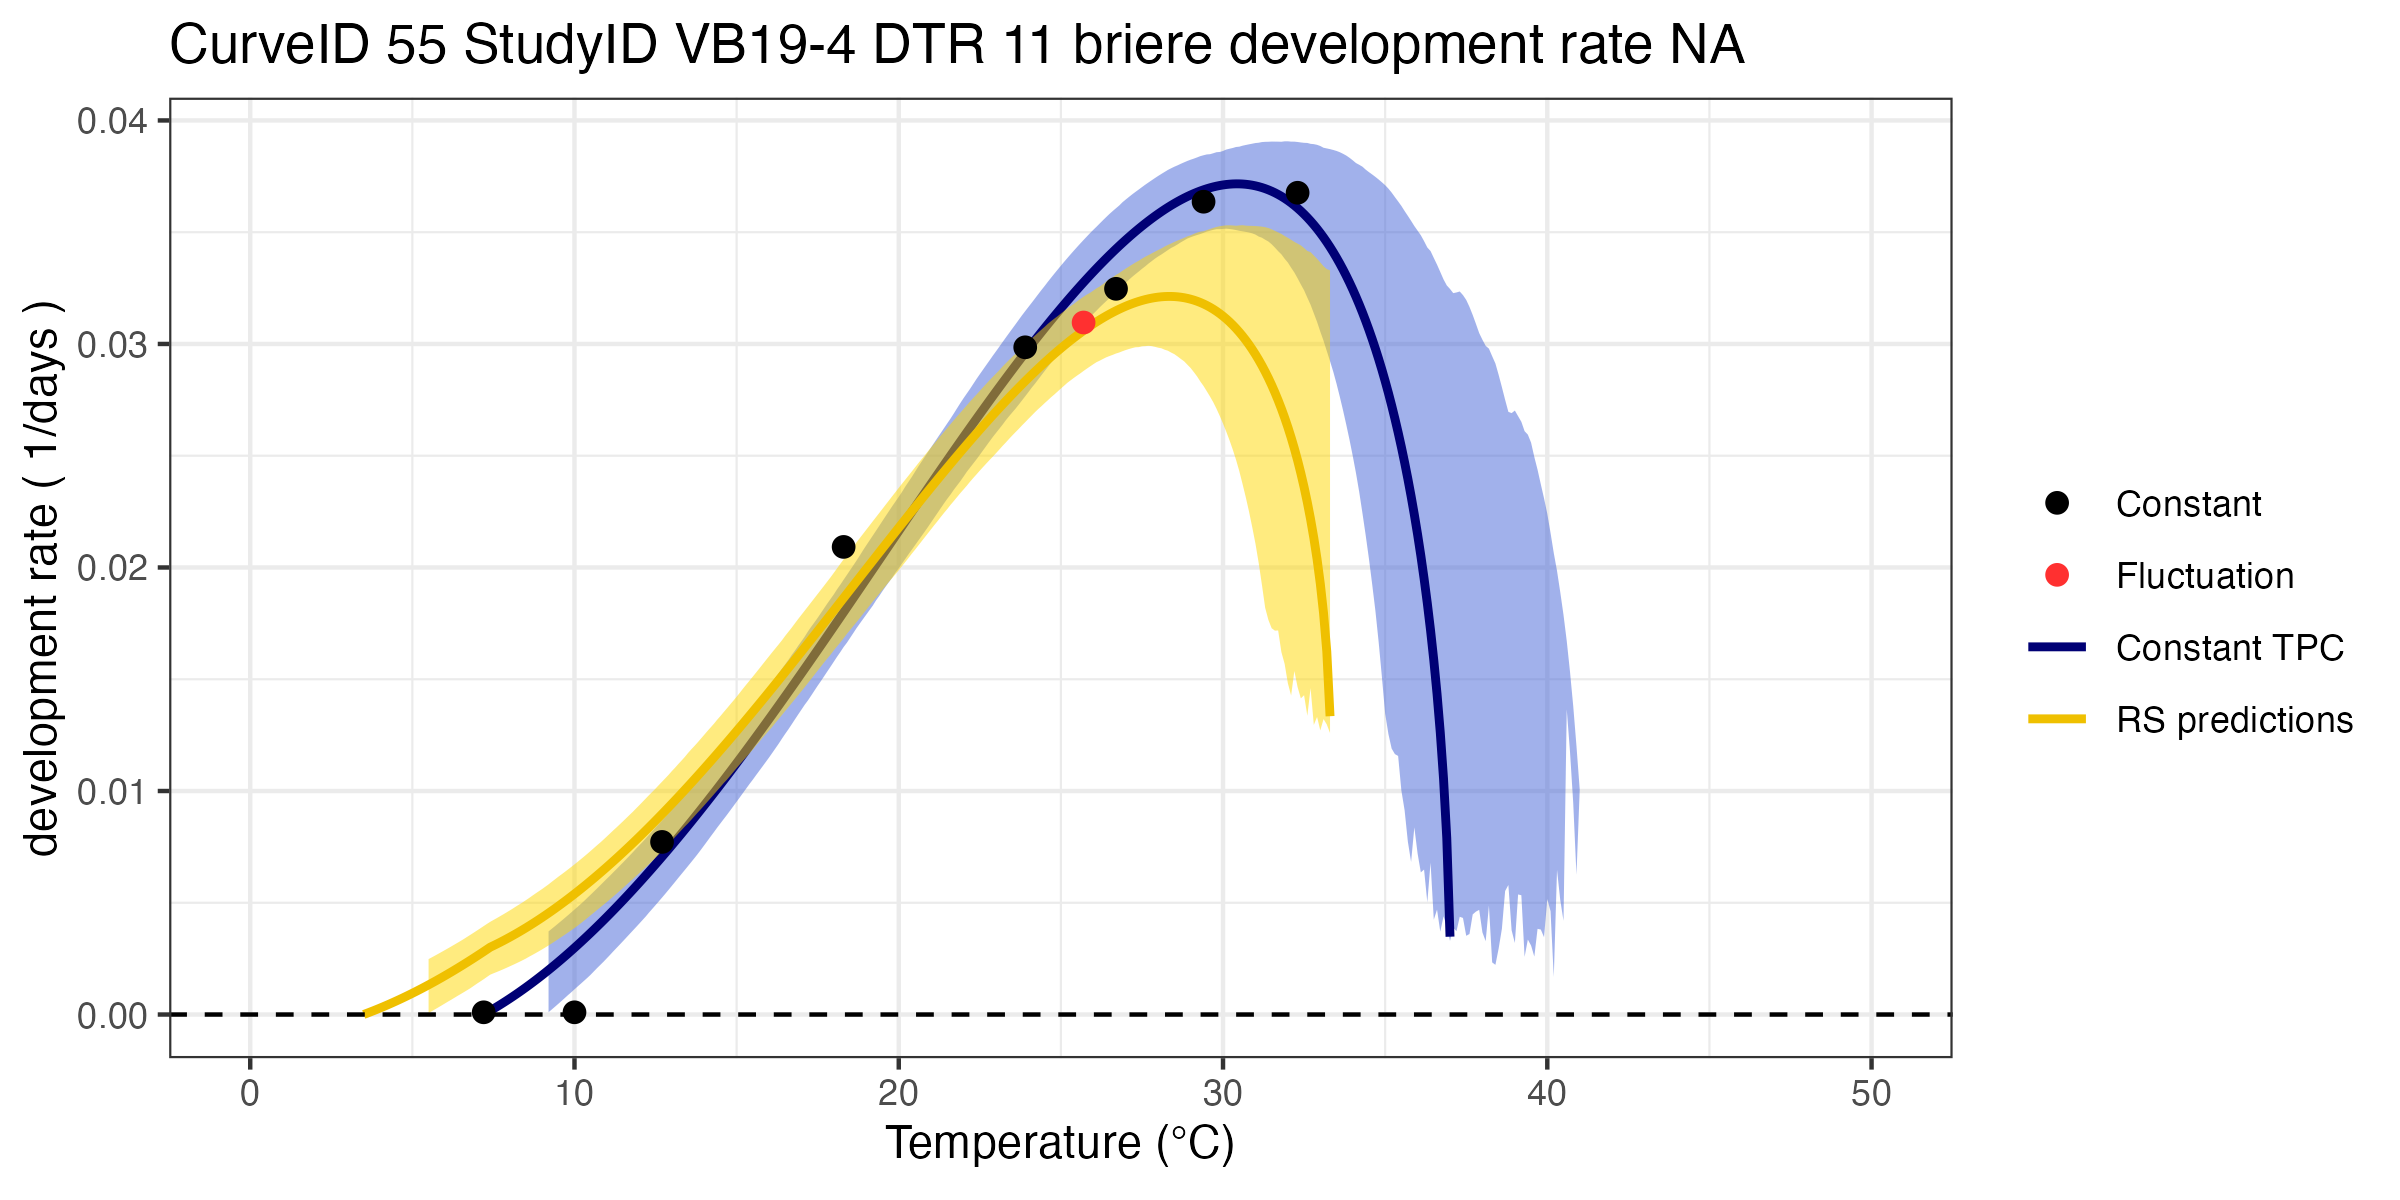 CurveID 55 StudyID VB19-4 DTR 11 briere development rate NA
development rate ( 1/days )
0.04
0.03
0.02
0.01
0.00
0 10 20 30 40 50
Temperature (°C)
Constant
Fluctuation
Constant TPC
RS predictions